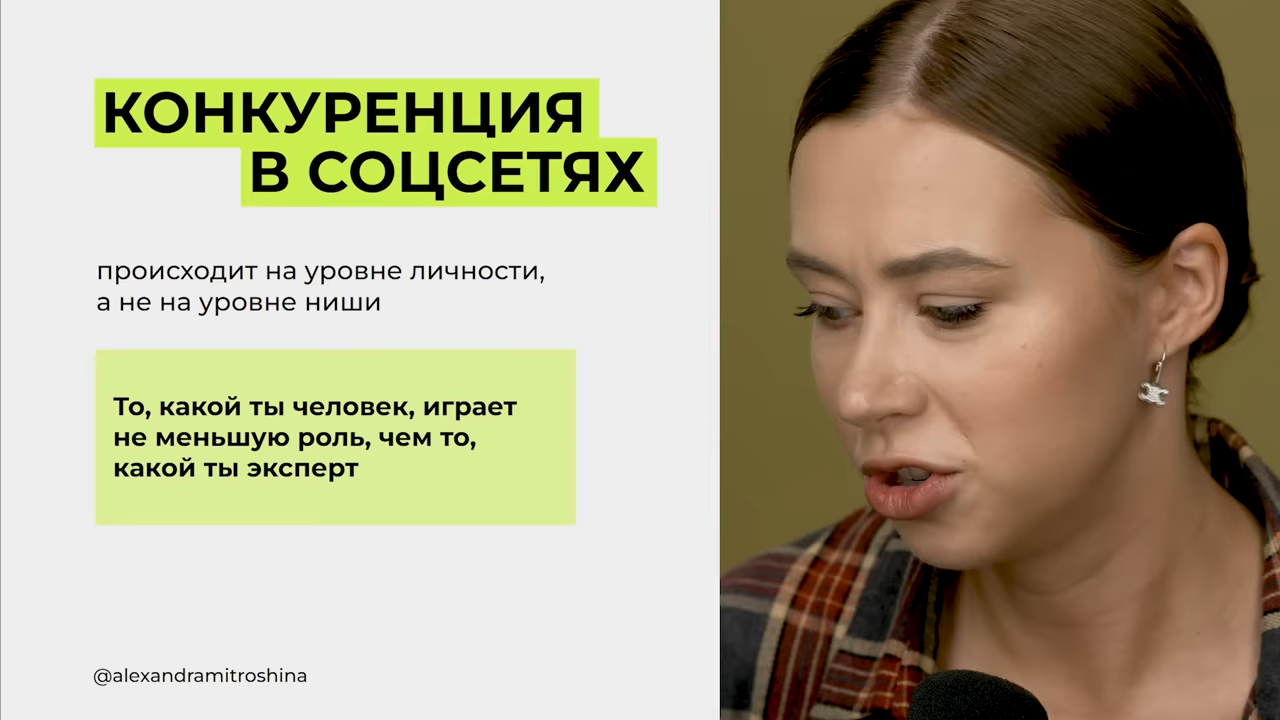 КОНКУРЕНЦИЯ
В СОЦСЕТЯХ
происходит на уровне личности,
а не на уровне ниши
То, какой ты человек, играет
не меньшую роль, чем то,
какой ты эксперт
@alexandramitroshina